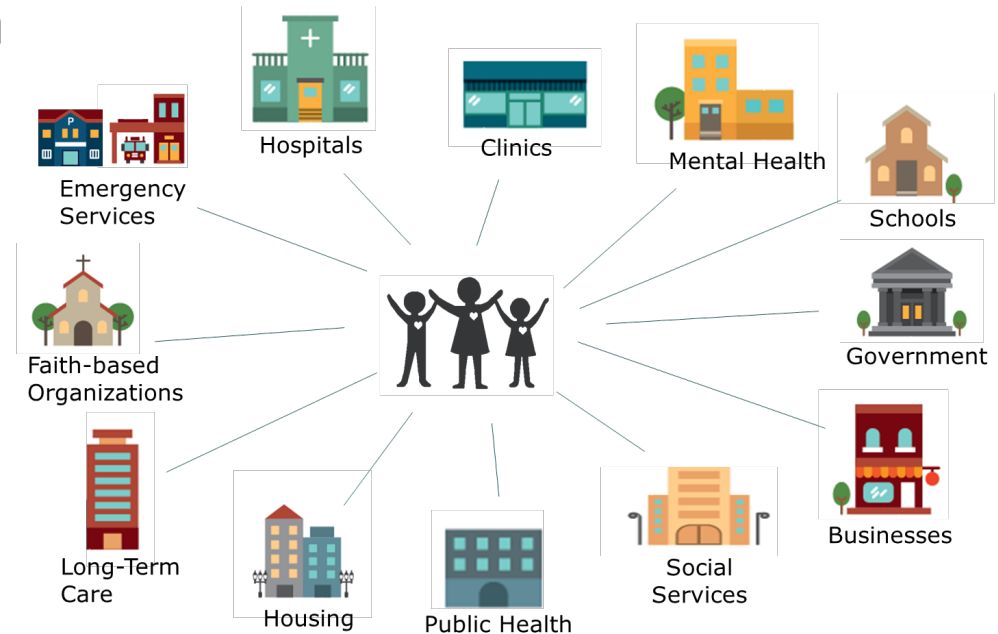 Hospitals
Clinics
Mental Health
Emergency
Services
P
Schools
Government
Faith-based
Organizations
Businesses
Long-Term
Care
Social
Services
Housing
Public Health